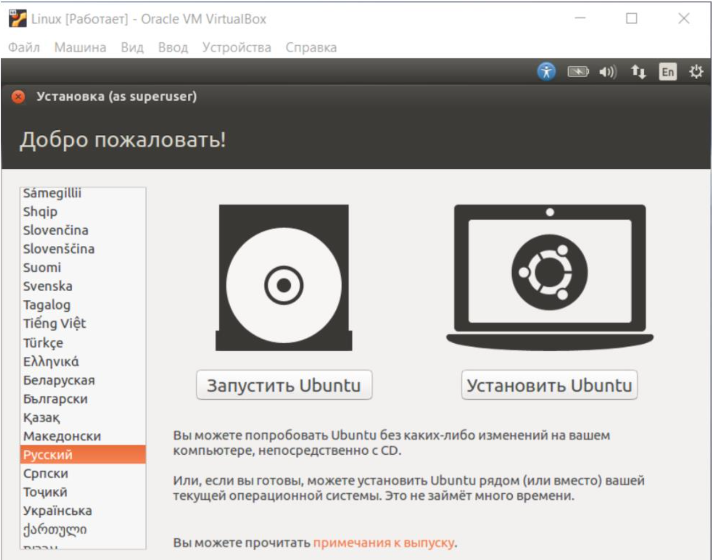 Linux [Работает] - Oracle VM VirtualBox
Файл Машина Вид Ввод Устройства Справка
En
Установка (as superuser)
Добро пожаловать!
Sámegillii
Shqip
Slovenčina
Slovenščina
Suomi
Svenska
Tagalog
Tiếng Việt
Türkçe
Ελληνικά
Беларуская
Български
Қазақ
Македонски
Русский
Српски
Тоҷикӣ
Українська
ქართული
Запустить Ubuntu
Установить Ubuntu
Вы можете попробовать Ubuntu без каких-либо изменений на вашем
компьютере, непосредственно с CD.
Или, если вы готовы, можете установить Ubuntu рядом (или вместо) вашей
текущей операционной системы. Это не займёт много времени.
Вы можете прочитать примечания к выпуску.